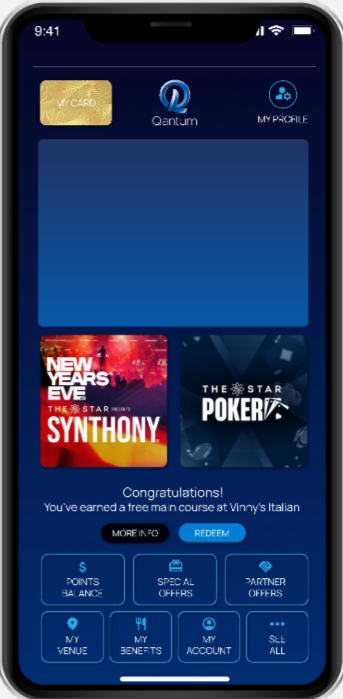 9:41
MY CARD
Qantum
MY PROFILE
NEW
YEARS
EVE
THE STAR PRESENTS
SYNTHONY
THE STAR
POKER
Congratulations!
You've earned a free main course at Vinny's Italian
MORE INFO
REDEEM
$
POINTS
BALANCE
SPECIAL
OFFERS
PARTNER
OFFERS
MY
VENUE
MY
BENEFITS
MY
ACCOUNT
SEE
ALL